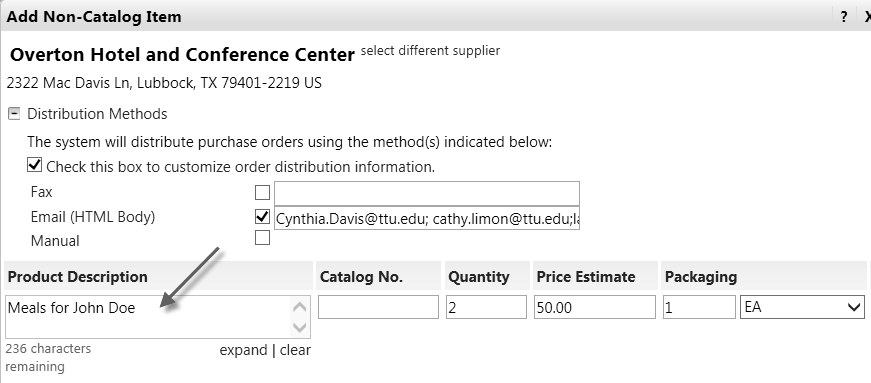 Add Non-Catalog Item ? X
Overton Hotel and Conference Center select different supplier
2322 Mac Davis Ln, Lubbock, TX 79401-2219 US
Distribution Methods
The system will distribute purchase orders using the method(s) indicated below:
Check this box to customize order distribution information.
Fax
Email (HTML Body) Cynthia.Davis@ttu.edu; cathy.limon@ttu.edu;la
Manual
Product Description Catalog No. Quantity Price Estimate Packaging
Meals for John Doe 2 50.00 1 EA
236 characters expand | clear
remaining